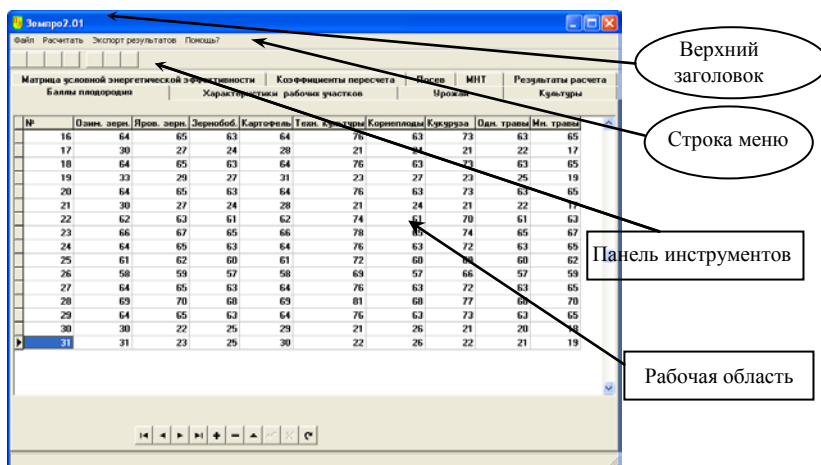 Земпро2.01
Файл Расчитать Экспорт результатов Помощь?
Матрица условной энергетической эффективности Коэффициенты пересчета Посев МНТ Результаты расчета
Баллы плодородия Характеристики рабочих участков Урожай Культуры
№ Озим. зерн. Яров. зерн. Зернобоб. Картофель Техн. культуры Корнеплоды Кукуруза Одн. травы Мн. травы
16 64 65 63 64 76 63 73 63 65
17 30 27 24 28 21 24 21 22 17
18 64 65 63 64 76 63 73 63 65
19 33 29 27 31 23 27 23 25 19
20 64 65 63 64 76 63 73 63 65
21 30 27 24 28 21 24 21 22 17
22 62 63 61 62 74 61 70 61 63
23 66 67 65 66 78 65 74 65 67
24 64 65 63 64 76 63 72 63 65
25 61 62 60 61 72 60 69 60 62
26 58 59 57 58 69 57 66 57 59
27 64 65 63 64 76 63 72 63 65
28 69 70 68 69 81 68 77 68 70
29 64 65 63 64 76 63 73 63 65
30 30 22 25 29 21 26 21 20 18
31 31 23 25 30 22 26 22 21 19
Верхний
заголовок
Строка меню
Панель инструментов
Рабочая область